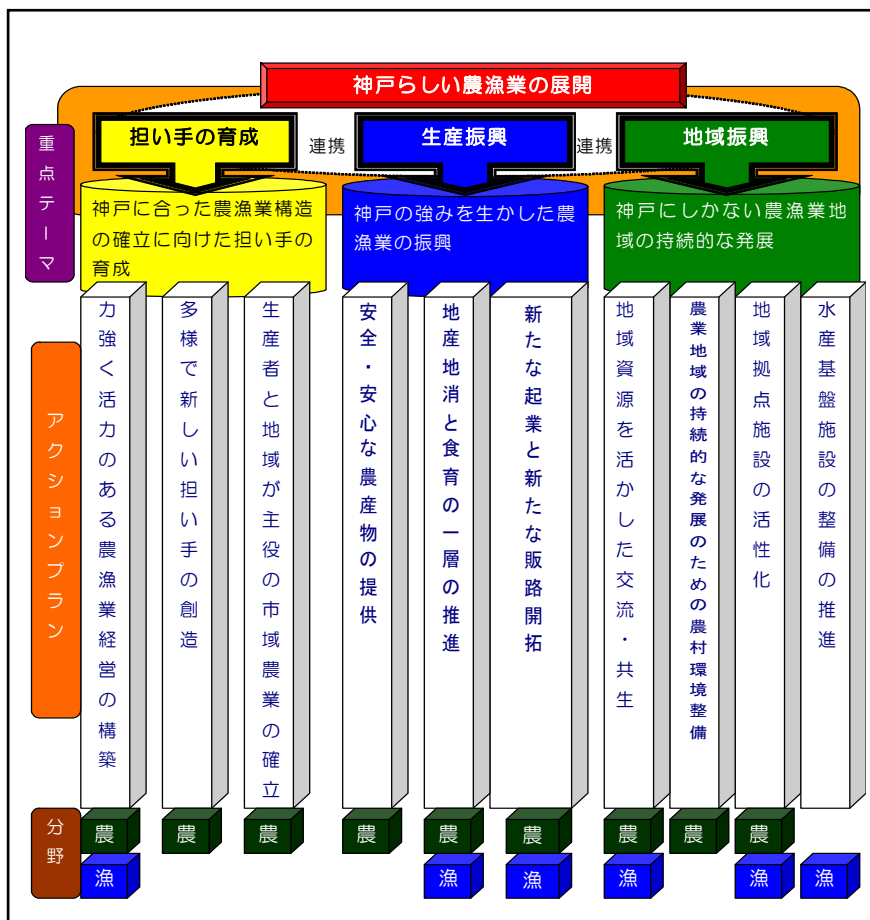 神戸らしい農漁業の展開
重点テーマ
担い手の育成
連携
生産振興
連携
地域振興
神戸に合った農漁業構造
の確立に向けた担い手の
育成
神戸の強みを生かした農
漁業の振興
神戸にしかない農漁業地
域の持続的な発展
アクションプラン
力強く活力のある農漁業経営の構築
多様で新しい担い手の創造
生産者と地域が主役の市域農業の確立
安全・安心な農産物の提供
地産地消と食育の一層の推進
新たな起業と新たな販路開拓
地域資源を活かした交流・共生
農業地域の持続的な発展のための農村環境整備
地域拠点施設の活性化
水産基盤施設の整備の推進
分野
農
農
農
農
農
農
農
農
農
漁
漁
漁
漁
漁
漁